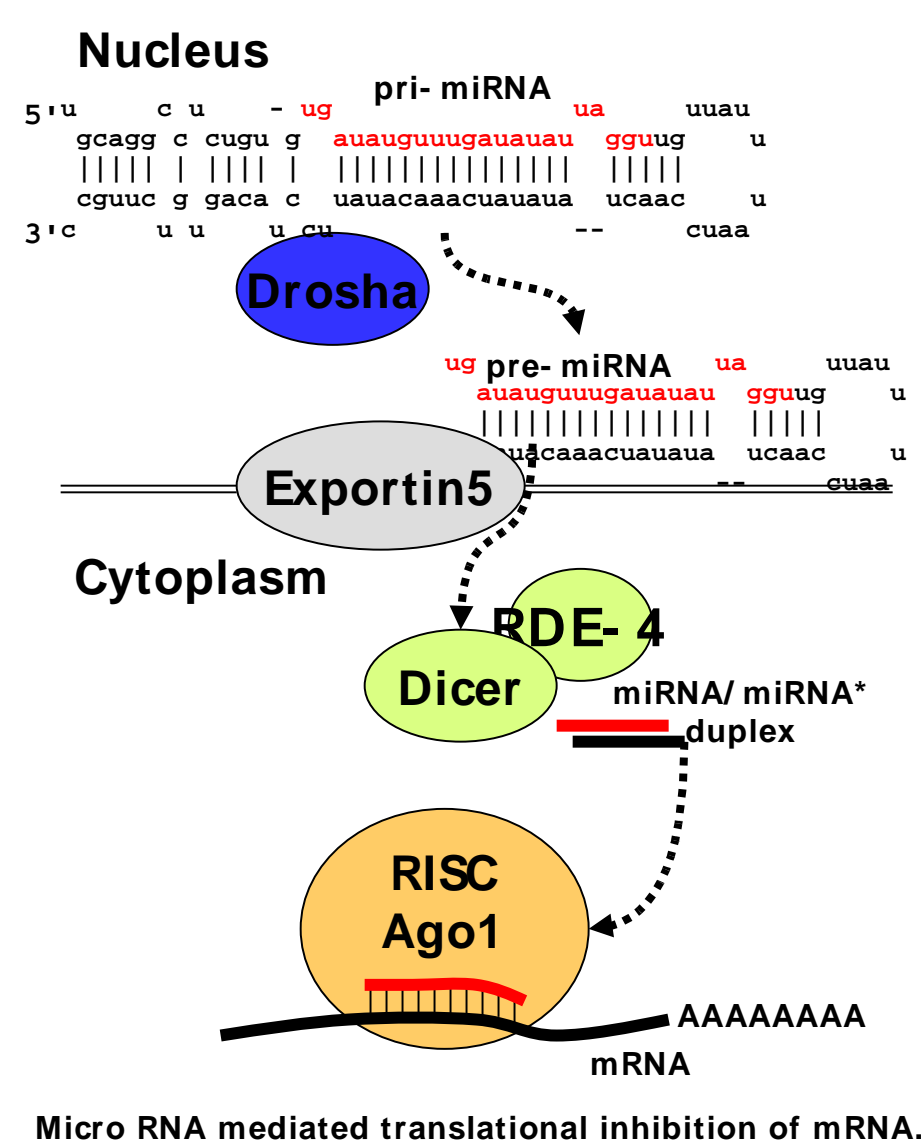 Nucleus
pri- miRNA
5'u c u - ug ua uuau
gcagg c cugu g auauguuugauauau gguug u
||||| | |||| | ||||||||||||||| |||||
cguuc g gaca c uauacaaacuauaua ucaac u
3'c u u u cu -- cuaa
Drosha
ug pre- miRNA ua uuau
auauguuugauauau gguug u
||||||||||||||| |||||
uacaaacuauaua ucaac u
-- cuaa
Exportin5
Cytoplasm
RDE- 4
Dicer
miRNA/ miRNA*
duplex
RISC
Ago1
AAAAAAAA
mRNA
Micro RNA mediated translational inhibition of mRNA